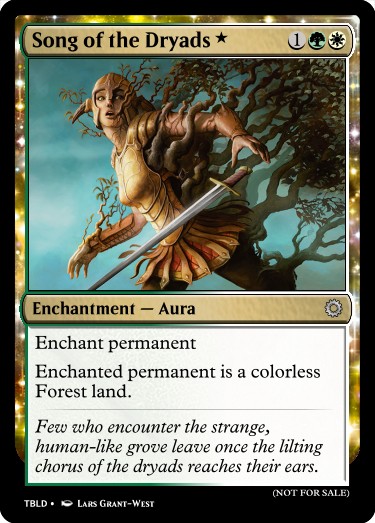 Song of the Dryads★ 1
Enchantment — Aura
Enchant permanent
Enchanted permanent is a colorless
Forest land.
Few who encounter the strange,
human-like grove leave once the lilting
chorus of the dryads reaches their ears.
(NOT FOR SALE)
TBLD • Lars Grant-West